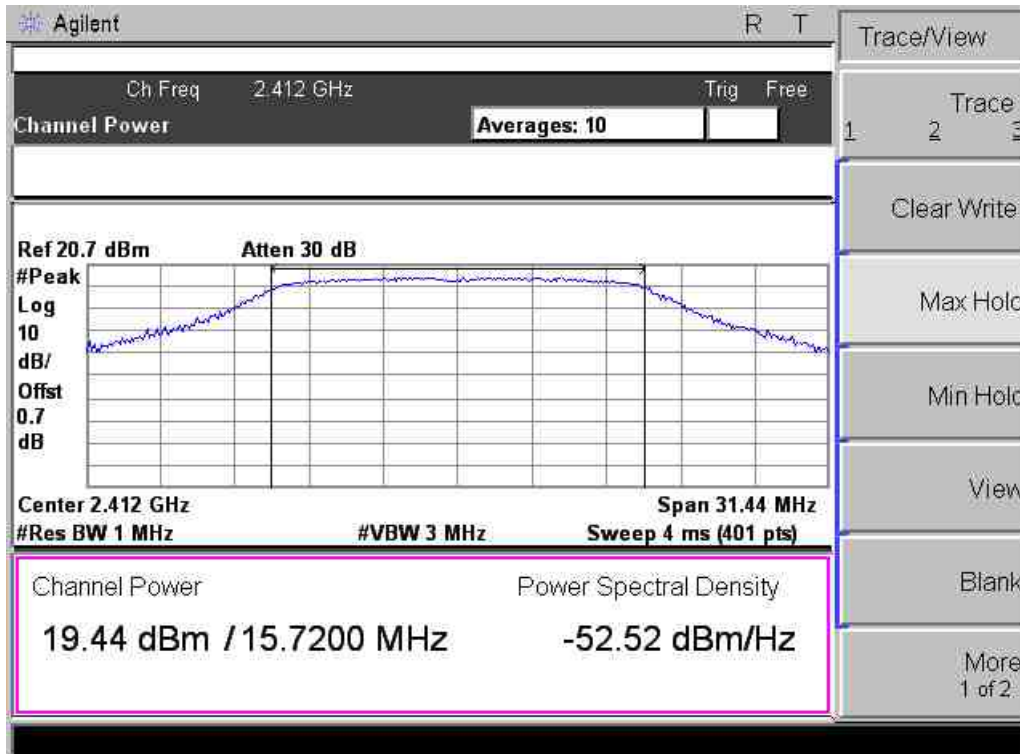 Agilent
R T
Trace/View
Ch Freq 2.412 GHz
Trig Free
Channel Power
Averages: 10
Trace
1 2 3
Clear Write
Max Hold
Min Hold
View
Blank
More
1 of 2
Ref 20.7 dBm
Atten 30 dB
#Peak
Log
10
dB/
Offst
0.7
dB
Center 2.412 GHz
Span 31.44 MHz
#Res BW 1 MHz
#VBW 3 MHz
Sweep 4 ms (401 pts)
Channel Power
Power Spectral Density
19.44 dBm / 15.7200 MHz
-52.52 dBm/Hz